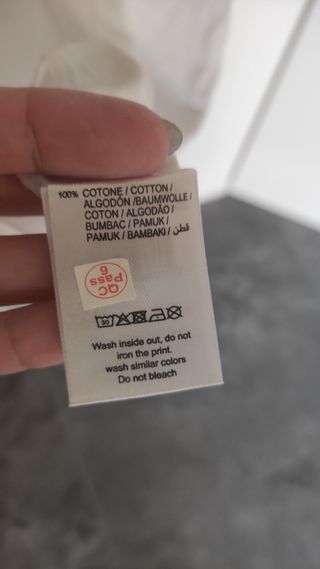 100% COTONE / COTTON /
ALGODÓN /BAUMWOLLE /
COTON / ALGODÃO /
BUMBAC / PAMUK /
PAMUK / BAMBAKI / قطن
QC
Pass
6
30
Wash inside out, do not
iron the print.
wash similar colors
Do not bleach